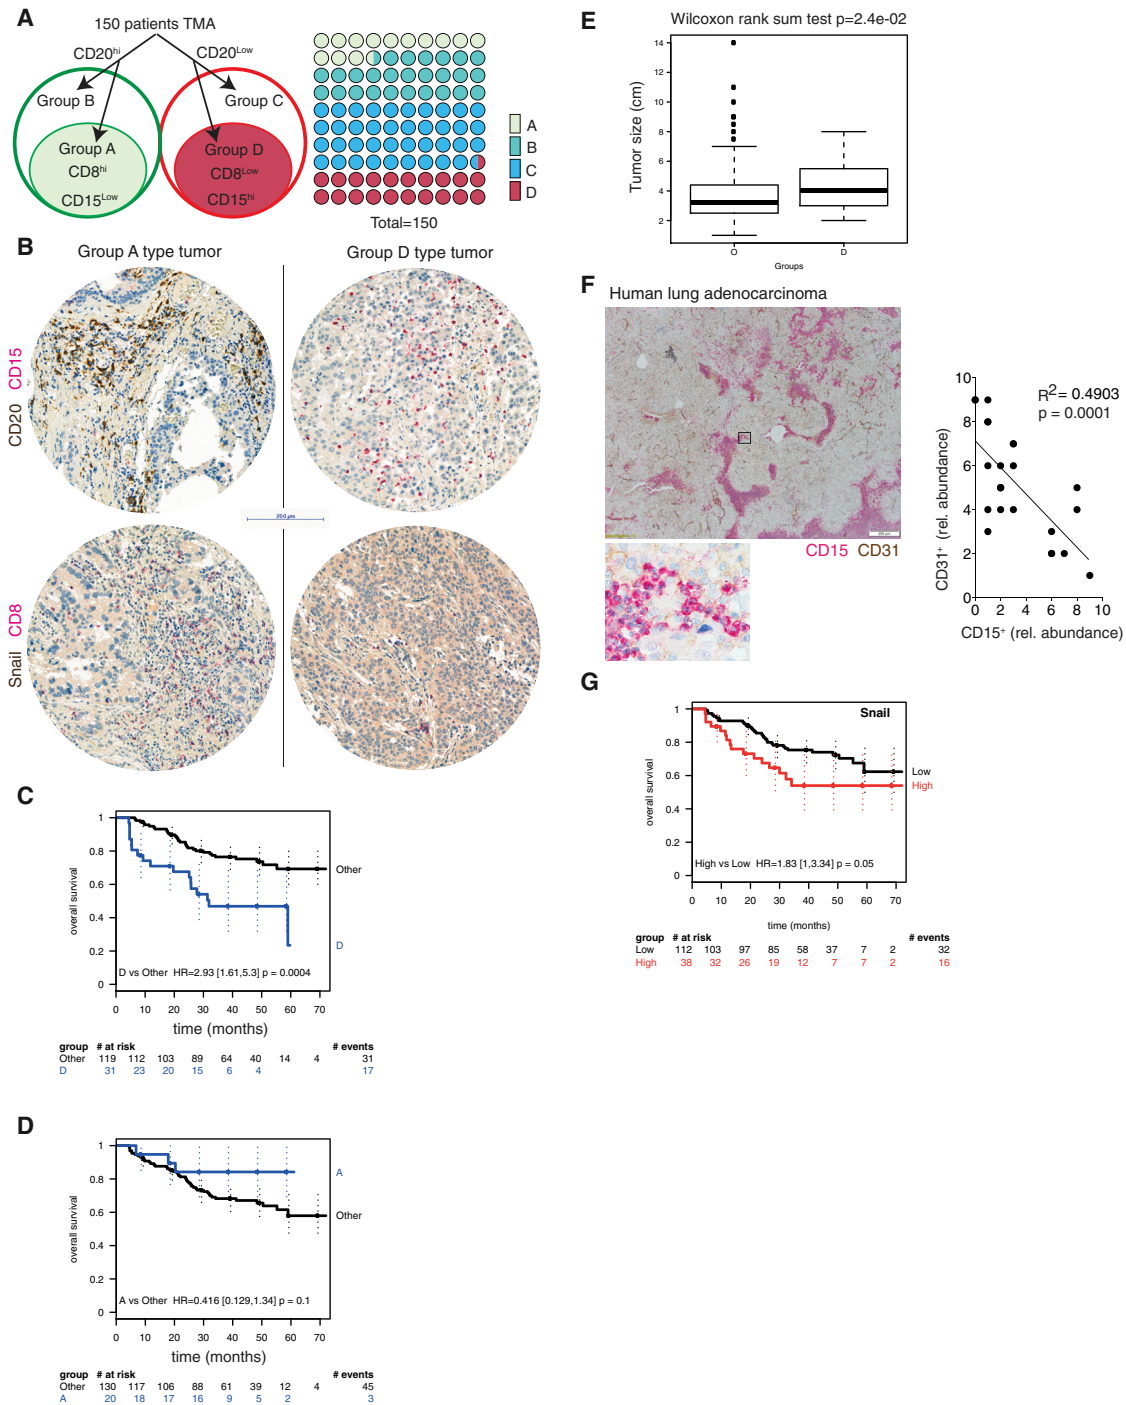 A
150 patients TMA
CD20hi
CD20Low
Group B
Group C
Group A
CD8hi
CD15Low
Group D
CD8Low
CD15hi
A
B
C
D
Total=150
B
Group A type tumor
Group D type tumor
CD20 CD15
200 µm
Snail CD8
C
overall survival
1
0.8
0.6
0.4
0.2
0
Other
D
D vs Other HR=2.93 [1.61,5.3] p = 0.0004
0 10 20 30 40 50 60 70
time (months)
group # at risk # events
Other 119 112 103 89 64 40 14 4 31
D 31 23 20 15 6 4 17
D
overall survival
1
0.8
0.6
0.4
0.2
0
A
Other
A vs Other HR=0.416 [0.129,1.34] p = 0.1
0 10 20 30 40 50 60 70
time (months)
group # at risk # events
Other 130 117 106 88 61 39 12 4 45
A 20 18 17 16 9 5 2 3
E
Wilcoxon rank sum test p=2.4e-02
Tumor size (cm)
14
12
10
8
6
4
2
O D
Groups
F
Human lung adenocarcinoma
CD15 CD31
CD31+ (rel. abundance)
10
8
6
4
2
0
R2= 0.4903
p = 0.0001
0 2 4 6 8 10
CD15+ (rel. abundance)
G
Snail
overall survival
1
0.8
0.6
0.4
0.2
0
Low
High
High vs Low HR=1.83 [1,3.34] p = 0.05
0 10 20 30 40 50 60 70
time (months)
group # at risk # events
Low 112 103 97 85 58 37 7 2 32
High 38 32 26 19 12 7 7 2 16